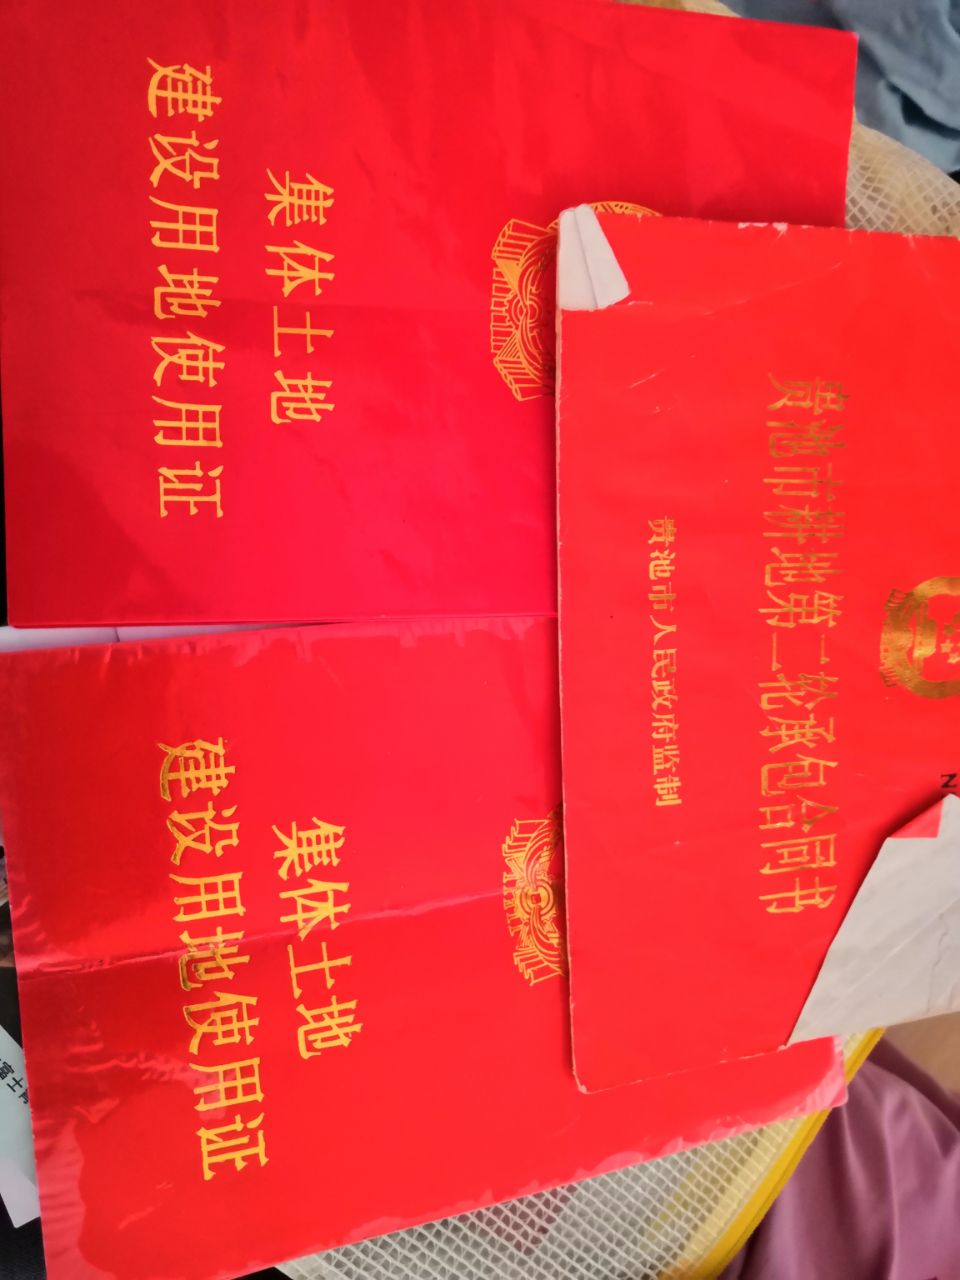 集体土地
建设用地使用证
贵池市耕地第二轮承包合同书
贵池市人民政府监制
N
集体土地
建设用地使用证
富士